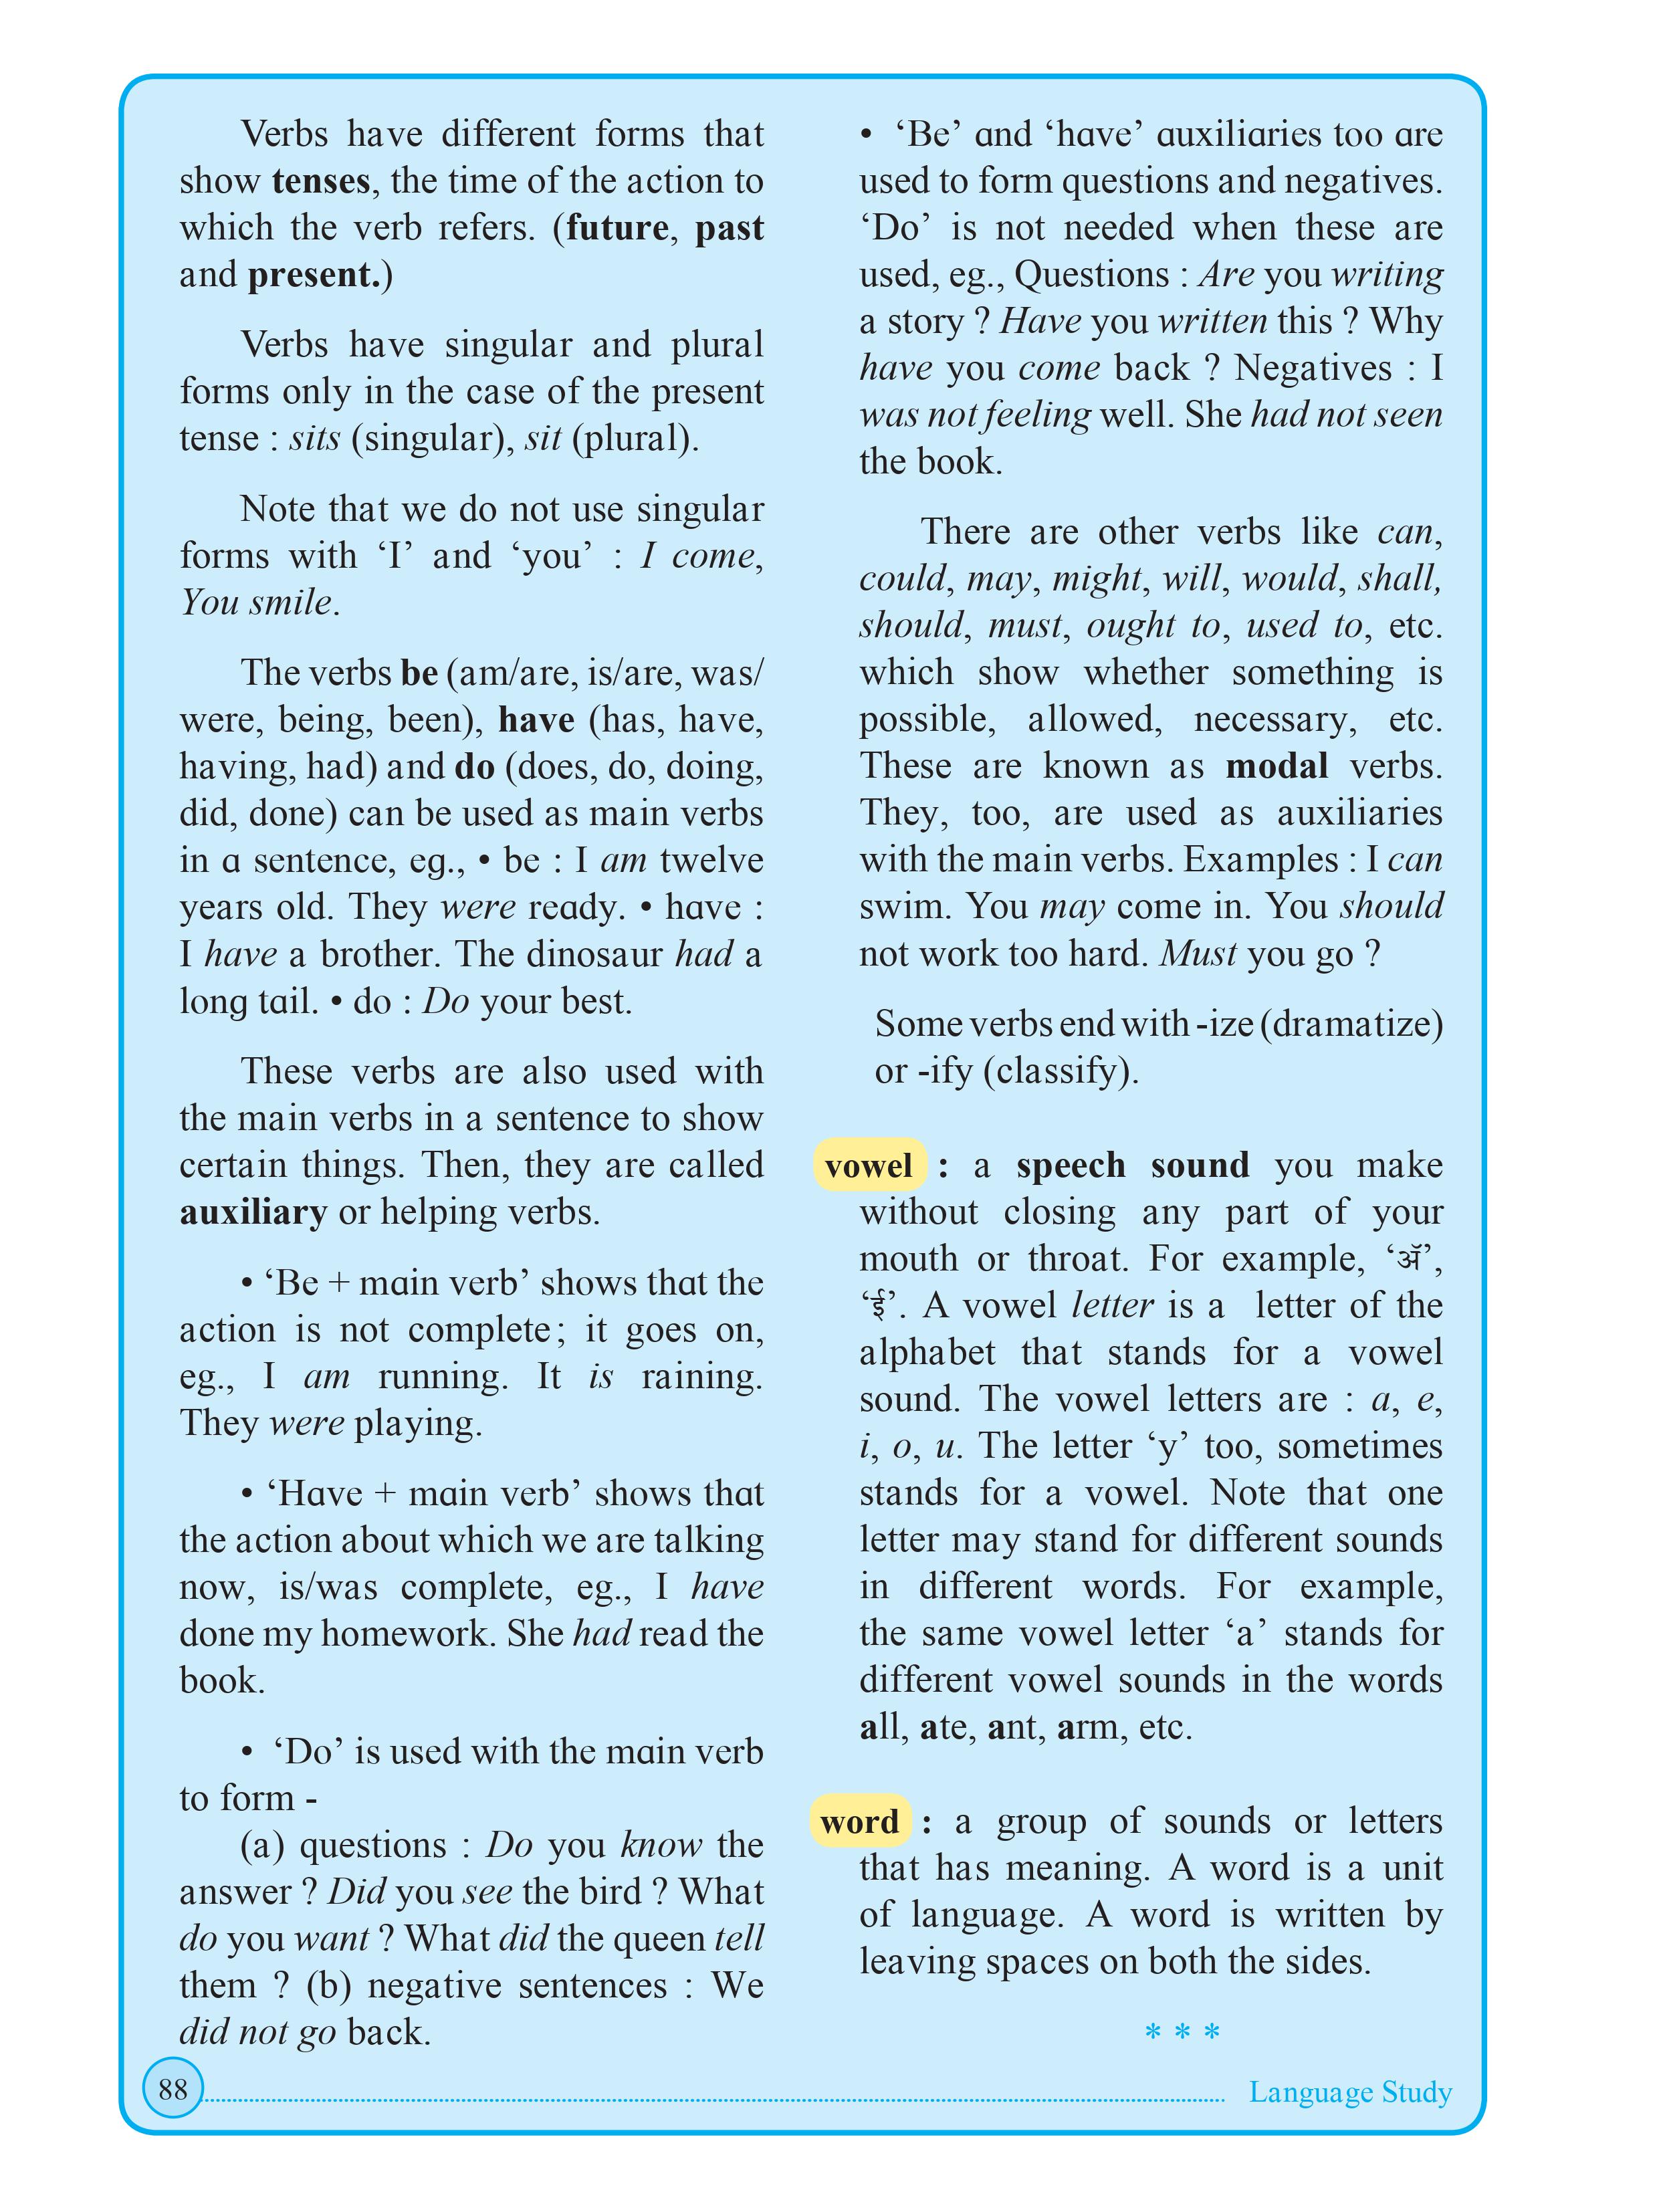 Verbs have different forms that
show tenses, the time of the action to
which the verb refers. (future, past
and present.)
Verbs have singular and plural
forms only in the case of the present
tense : sits (singular), sit (plural).
Note that we do not use singular
forms with ‘I’ and ‘you’ : I come,
You smile.
The verbs be (am/are, is/are, was/
were, being, been), have (has, have,
having, had) and do (does, do, doing,
did, done) can be used as main verbs
in a sentence, eg., • be : I am twelve
years old. They were ready. • have :
I have a brother. The dinosaur had a
long tail. • do : Do your best.
These verbs are also used with
the main verbs in a sentence to show
certain things. Then, they are called
auxiliary or helping verbs.
• ‘Be + main verb’ shows that the
action is not complete; it goes on,
eg., I am running. It is raining.
They were playing.
• ‘Have + main verb’ shows that
the action about which we are talking
now, is/was complete, eg., I have
done my homework. She had read the
book.
• ‘Do’ is used with the main verb
to form -
(a) questions : Do you know the
answer ? Did you see the bird ? What
do you want ? What did the queen tell
them ? (b) negative sentences : We
did not go back.
• ‘Be’ and ‘have’ auxiliaries too are
used to form questions and negatives.
‘Do’ is not needed when these are
used, eg., Questions : Are you writing
a story ? Have you written this ? Why
have you come back ? Negatives : I
was not feeling well. She had not seen
the book.
There are other verbs like can,
could, may, might, will, would, shall,
should, must, ought to, used to, etc.
which show whether something is
possible, allowed, necessary, etc.
These are known as modal verbs.
They, too, are used as auxiliaries
with the main verbs. Examples : I can
swim. You may come in. You should
not work too hard. Must you go ?
Some verbs end with -ize (dramatize)
or -ify (classify).
vowel : a speech sound you make
without closing any part of your
mouth or throat. For example, ‘ॲ’,
‘ई’. A vowel letter is a letter of the
alphabet that stands for a vowel
sound. The vowel letters are : a, e,
i, o, u. The letter ‘y’ too, sometimes
stands for a vowel. Note that one
letter may stand for different sounds
in different words. For example,
the same vowel letter ‘a’ stands for
different vowel sounds in the words
all, ate, ant, arm, etc.
word : a group of sounds or letters
that has meaning. A word is a unit
of language. A word is written by
leaving spaces on both the sides.
* * *
88
Language Study